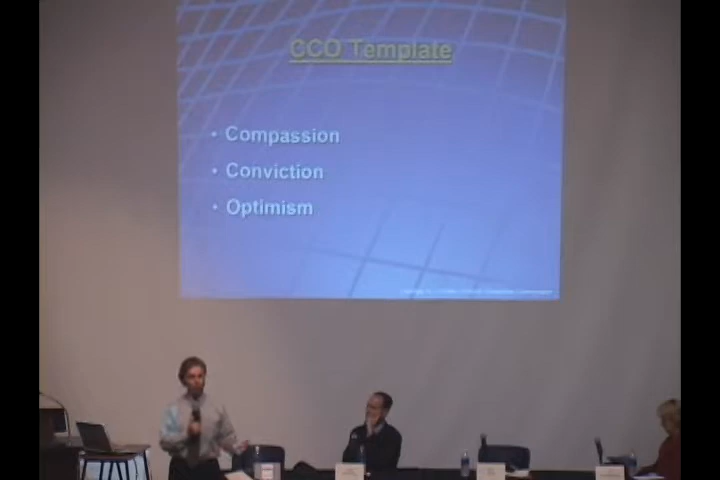 CCO Template
• Compassion
• Conviction
• Optimism